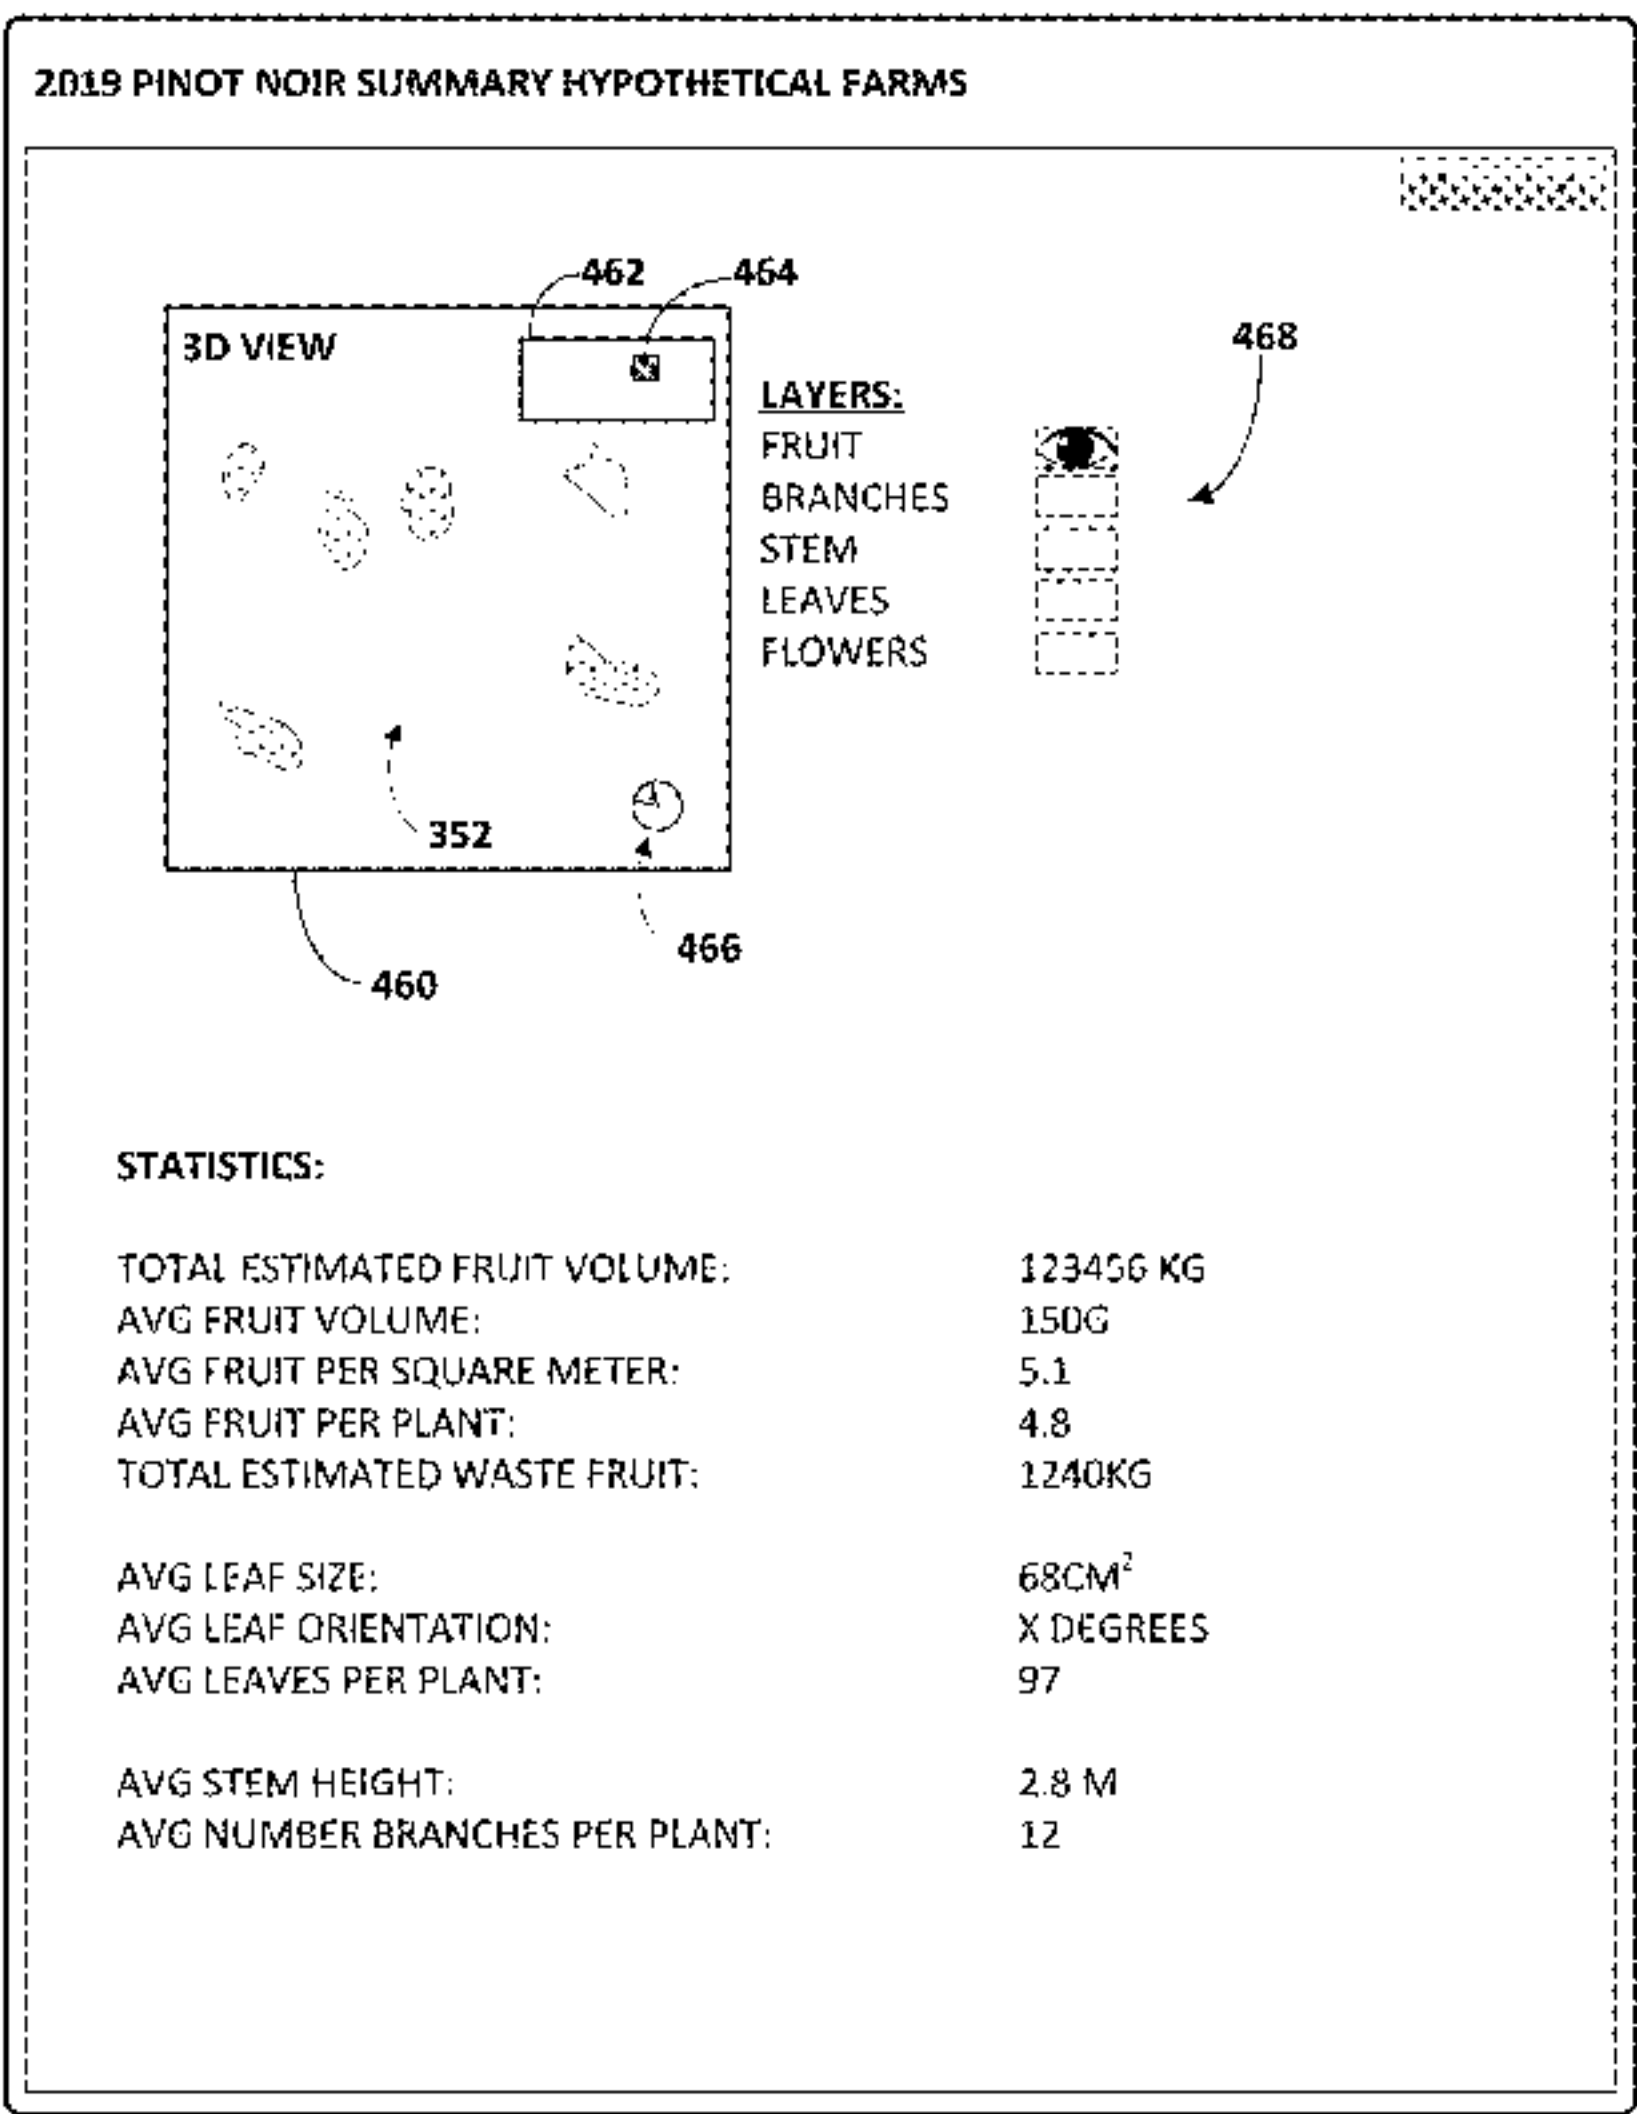 2019 PINOT NOIR SUMMARY HYPOTHETICAL FARMS
462
464
3D VIEW
468
LAYERS:
FRUIT
BRANCHES
STEM
LEAVES
FLOWERS
352
466
460
STATISTICS:
TOTAL ESTIMATED FRUIT VOLUME: 123456 KG
AVG FRUIT VOLUME: 150G
AVG FRUIT PER SQUARE METER: 5.1
AVG FRUIT PER PLANT: 4.8
TOTAL ESTIMATED WASTE FRUIT: 1240KG
AVG LEAF SIZE: 68CM²
AVG LEAF ORIENTATION: X DEGREES
AVG LEAVES PER PLANT: 97
AVG STEM HEIGHT: 2.8 M
AVG NUMBER BRANCHES PER PLANT: 12